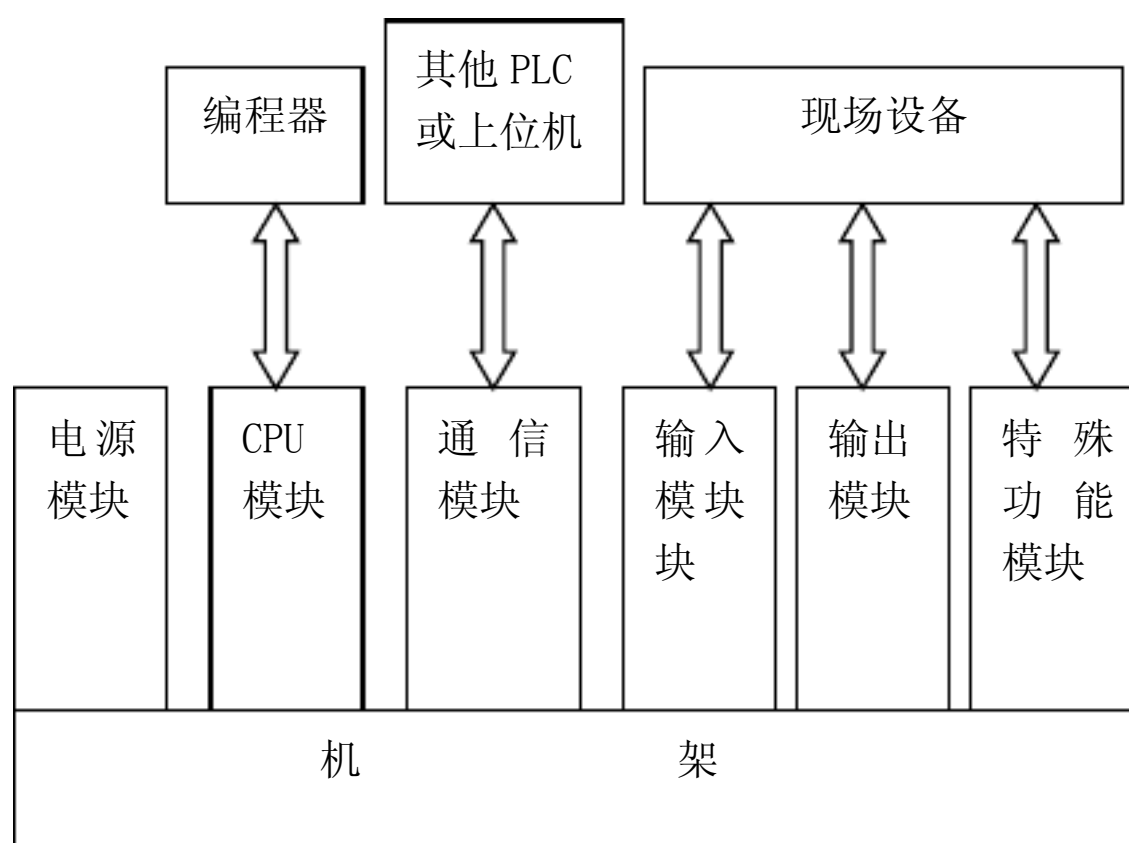 编程器
其他 PLC
或上位机
现场设备
电源
模块
CPU
模块
通信
模块
输入
模块
块
输出
模块
特殊
功能
模块
机架